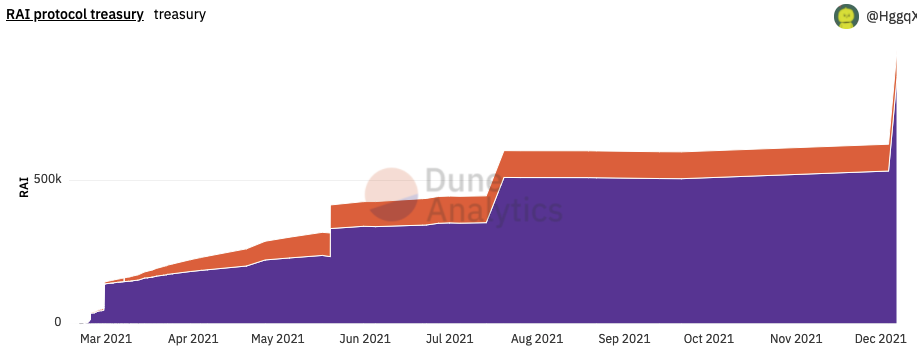 RAI protocol treasury treasury
@HggqX
RAI
500k
0
Dune
Analytics
Mar 2021 Apr 2021 May 2021 Jun 2021 Jul 2021 Aug 2021 Sep 2021 Oct 2021 Nov 2021 Dec 2021